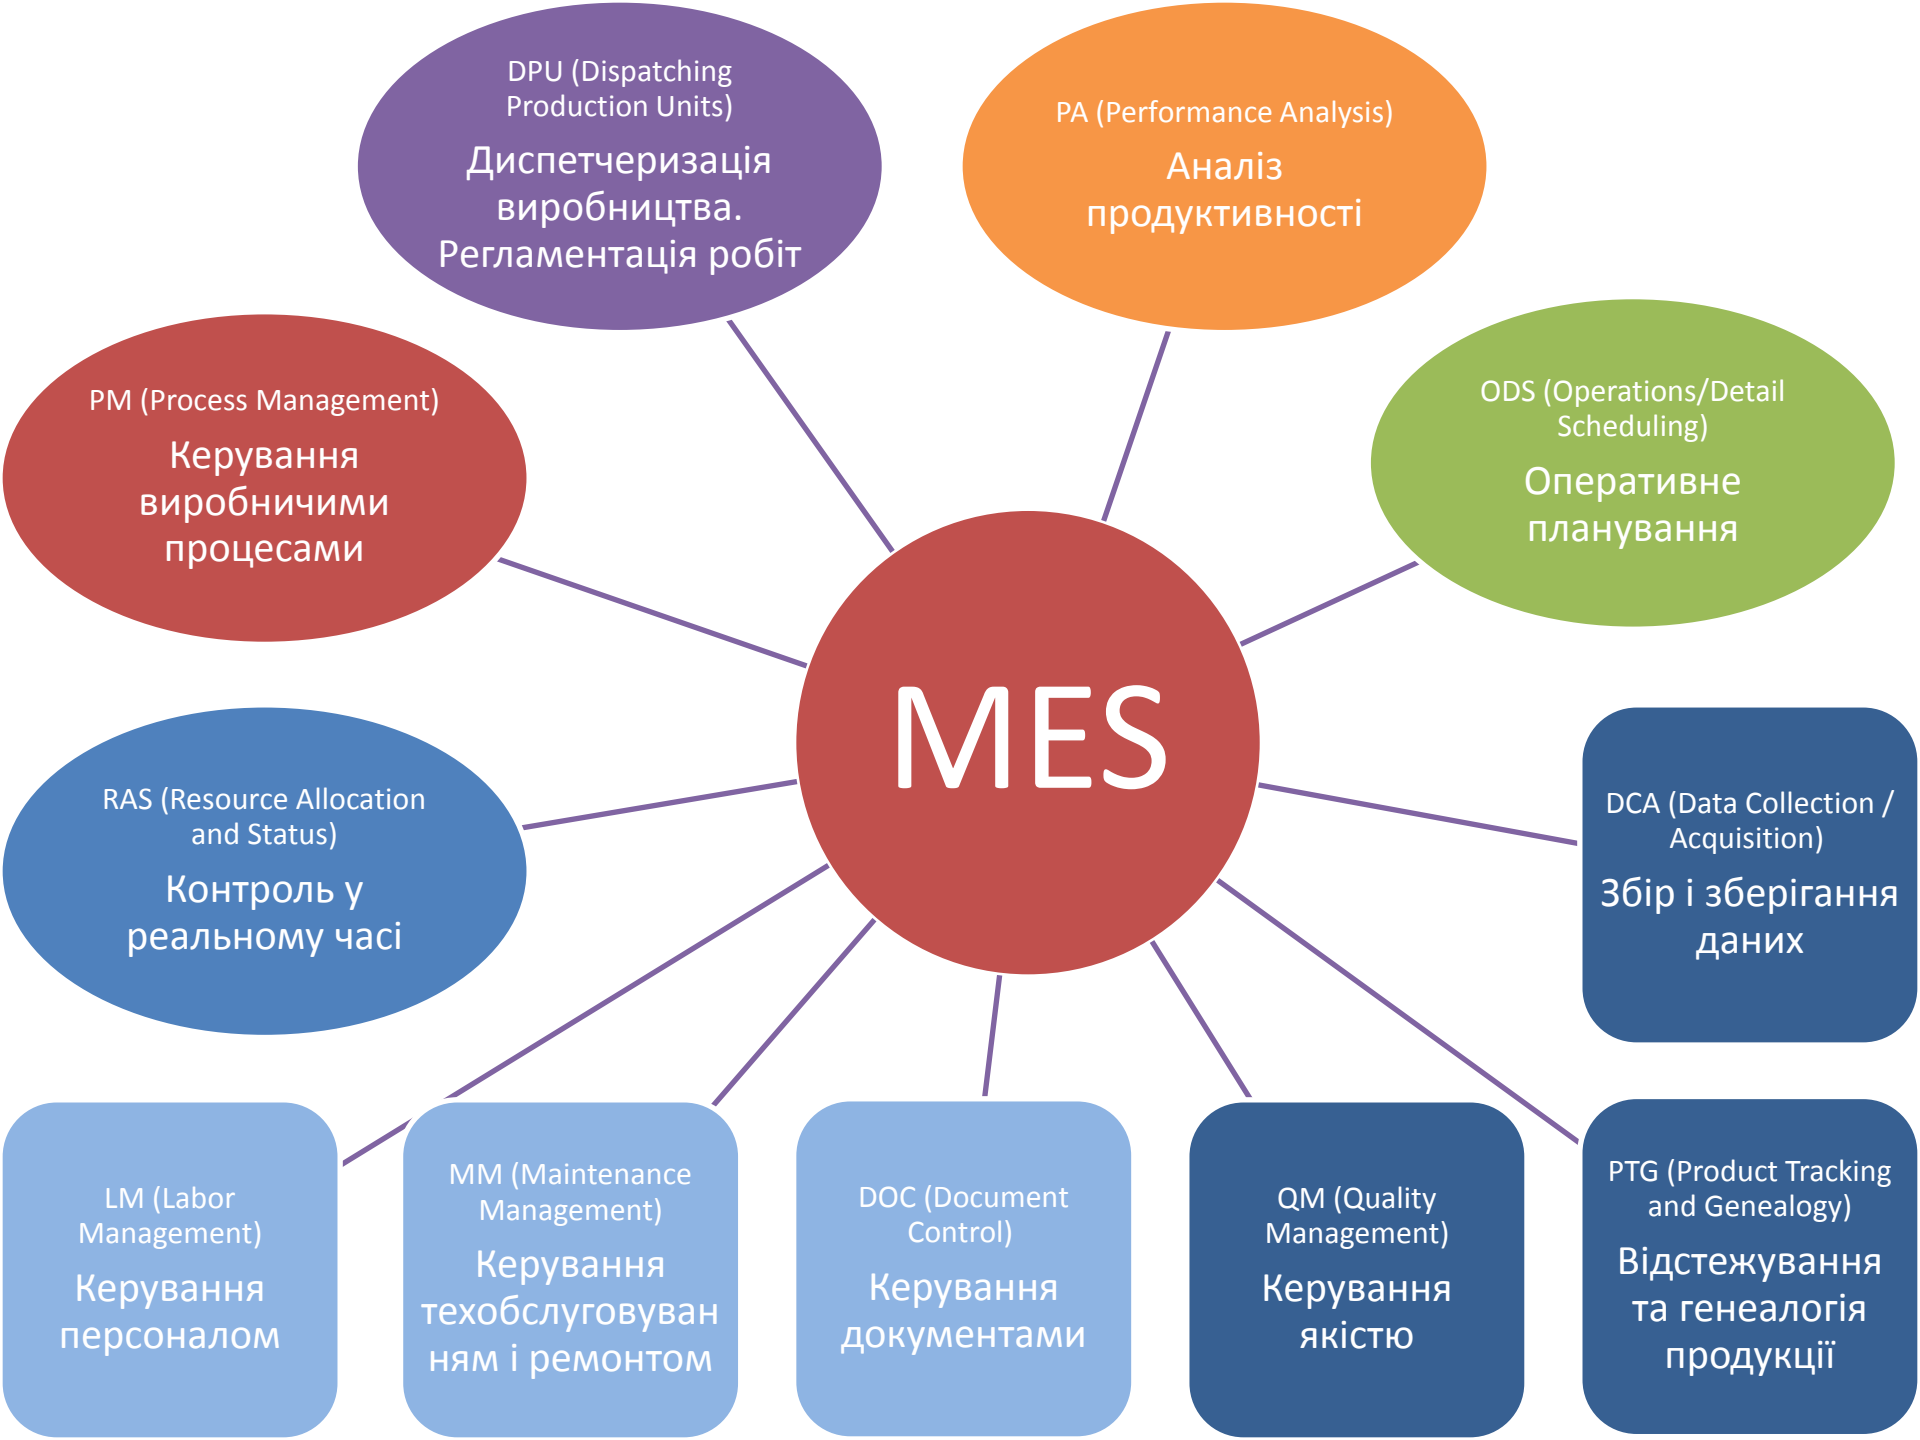 DPU (Dispatching
Production Units)
Диспетчеризація
виробництва.
Регламентація робіт
PA (Performance Analysis)
Аналіз
продуктивності
PM (Process Management)
Керування
виробничими
процесами
ODS (Operations/Detail
Scheduling)
Оперативне
планування
MES
RAS (Resource Allocation
and Status)
Контроль у
реальному часі
DCA (Data Collection /
Acquisition)
Збір і зберігання
даних
LM (Labor
Management)
Керування
персоналом
MM (Maintenance
Management)
Керування
техобслуговуван
ням і ремонтом
DOC (Document
Control)
Керування
документами
QM (Quality
Management)
Керування
якістю
PTG (Product Tracking
and Genealogy)
Відстежування
та генеалогія
продукції